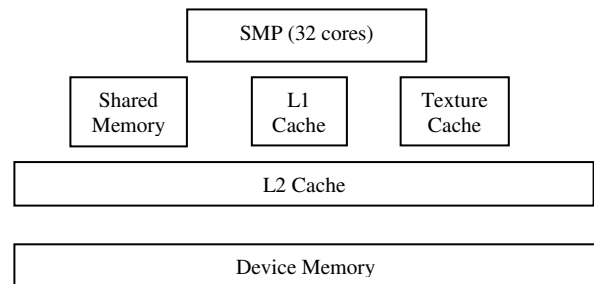 SMP (32 cores)
Shared
Memory
L1
Cache
Texture
Cache
L2 Cache
Device Memory